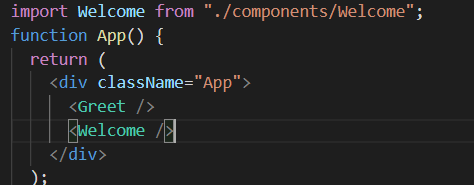 import Welcome from "./components/Welcome";
function App() {
return (
<div className="App">
<Greet />
<Welcome />
</div>
);